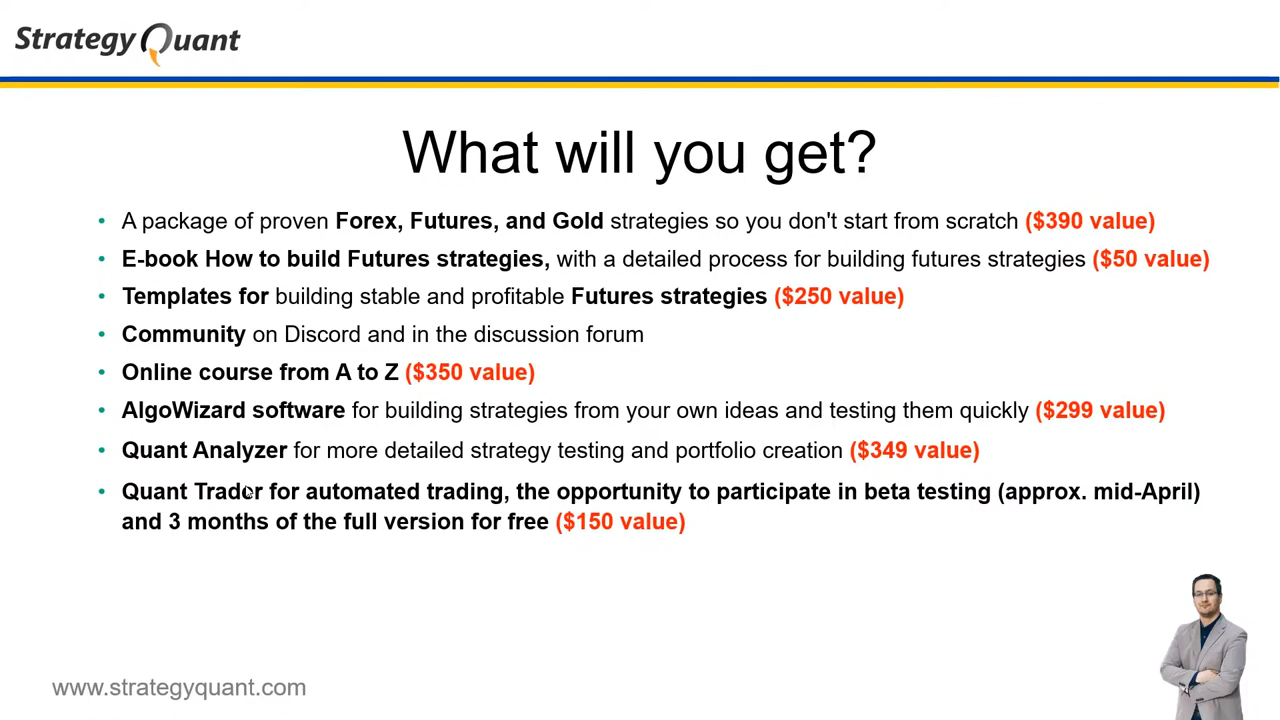 Strategy Quant
What will you get?
• A package of proven Forex, Futures, and Gold strategies so you don't start from scratch ($390 value)
• E-book How to build Futures strategies, with a detailed process for building futures strategies ($50 value)
• Templates for building stable and profitable Futures strategies ($250 value)
• Community on Discord and in the discussion forum
• Online course from A to Z ($350 value)
• AlgoWizard software for building strategies from your own ideas and testing them quickly ($299 value)
• Quant Analyzer for more detailed strategy testing and portfolio creation ($349 value)
• Quant Trader for automated trading, the opportunity to participate in beta testing (approx. mid-April)
and 3 months of the full version for free ($150 value)
www.strategyquant.com